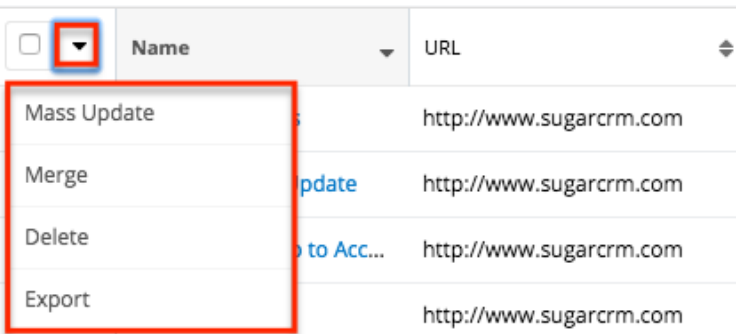 Name URL
Mass Update http://www.sugarcrm.com
Merge http://www.sugarcrm.com
Delete to Acc... http://www.sugarcrm.com
Export http://www.sugarcrm.com